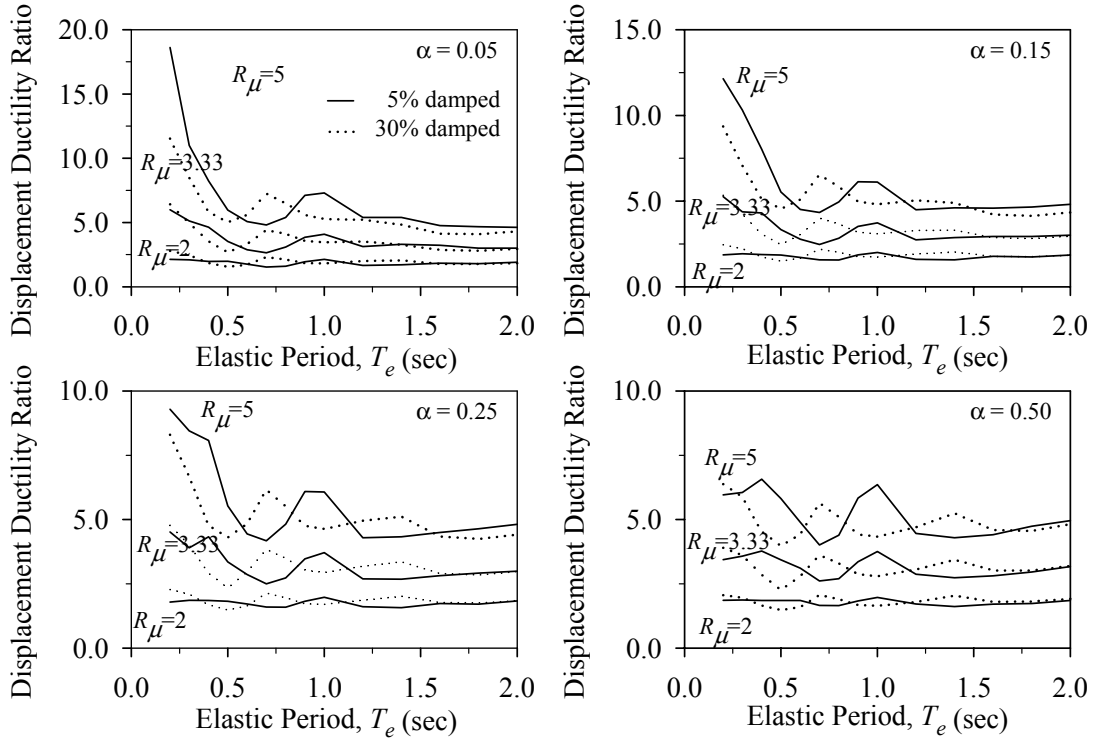 Displacement Ductility Ratio
20.0
15.0
10.0
5.0
0.0
α = 0.05
Rμ=5
5% damped
30% damped
Rμ=3.33
Rμ=2
0.0 0.5 1.0 1.5 2.0
Elastic Period, Te (sec)
Displacement Ductility Ratio
15.0
10.0
5.0
0.0
α = 0.15
Rμ=5
Rμ=3.33
Rμ=2
0.0 0.5 1.0 1.5 2.0
Elastic Period, Te (sec)
Displacement Ductility Ratio
10.0
5.0
0.0
α = 0.25
Rμ=5
Rμ=3.33
Rμ=2
0.0 0.5 1.0 1.5 2.0
Elastic Period, Te (sec)
Displacement Ductility Ratio
10.0
5.0
0.0
α = 0.50
Rμ=5
Rμ=3.33
Rμ=2
0.0 0.5 1.0 1.5 2.0
Elastic Period, Te (sec)